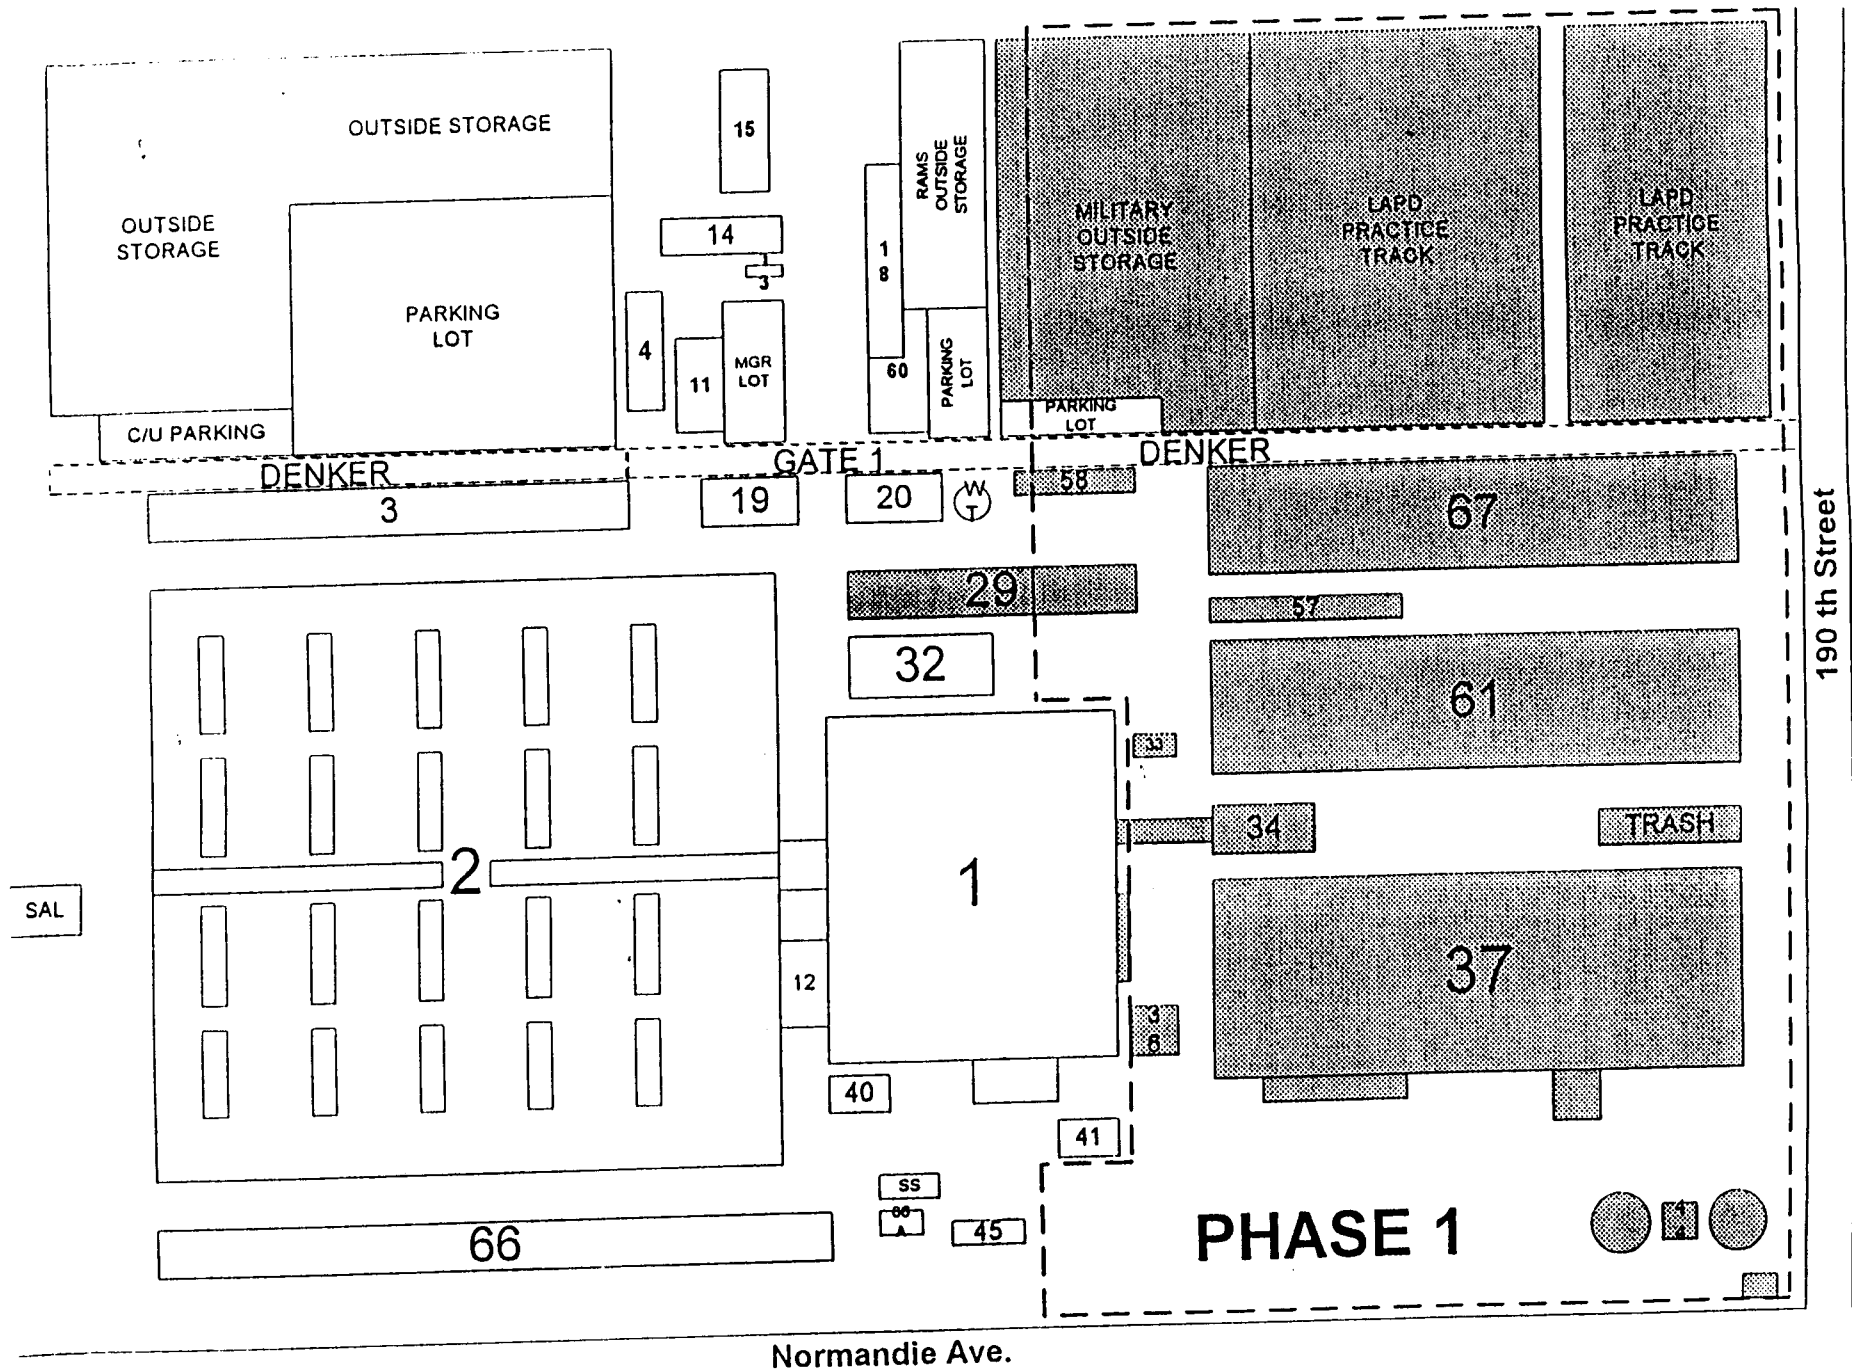 OUTSIDE STORAGE
OUTSIDE
STORAGE
PARKING
LOT
C/U PARKING
15
14
1
3
4
11
MGR
LOT
1
8
60
RAMS
OUTSIDE
STORAGE
PARKING
LOT
MILITARY
OUTSIDE
STORAGE
LAPD
PRACTICE
TRACK
LAPD
PRACTICE
TRACK
PARKING
LOT
DENKER
GATE 1
DENKER
3
19
20
W
T
58
67
190 th Street
29
57
32
61
33
2
1
34
TRASH
SAL
12
37
3
6
40
41
SS
66
A
45
66
PHASE 1
Normandie Ave.